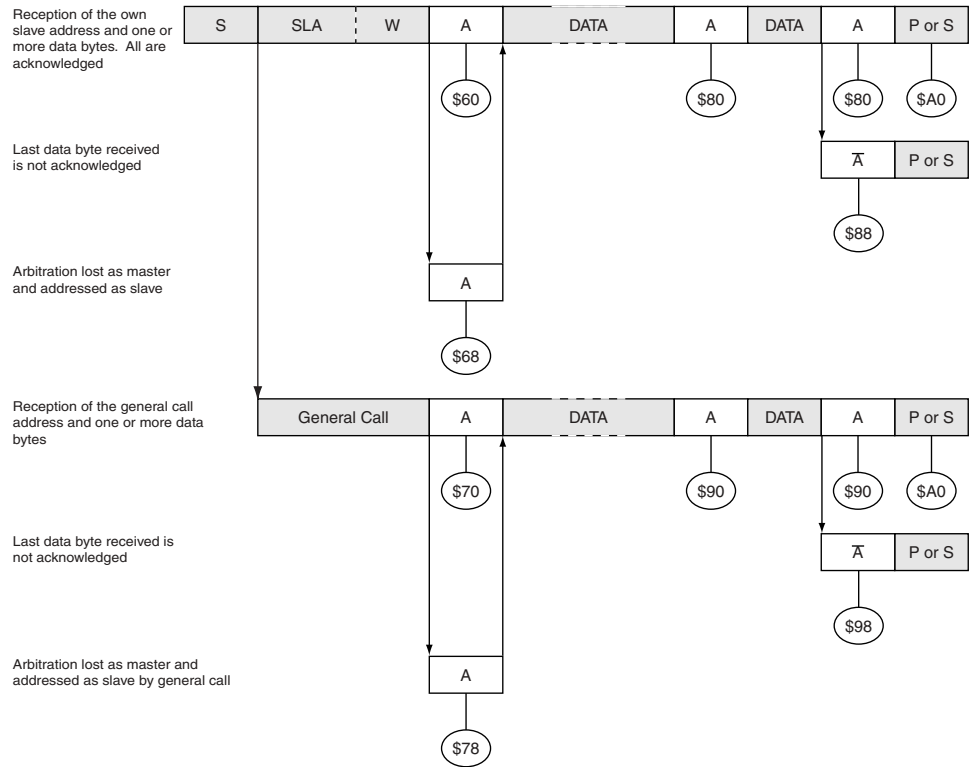 Reception of the own
slave address and one or
more data bytes. All are
acknowledged
S SLA W A DATA A DATA A P or S
$60 $80 $80 $A0
Last data byte received
is not acknowledged
A̅ P or S
$88
Arbitration lost as master
and addressed as slave
A
$68
Reception of the general call
address and one or more data
bytes
General Call A DATA A DATA A P or S
$70 $90 $90 $A0
Last data byte received is
not acknowledged
A̅ P or S
$98
Arbitration lost as master and
addressed as slave by general call
A
$78